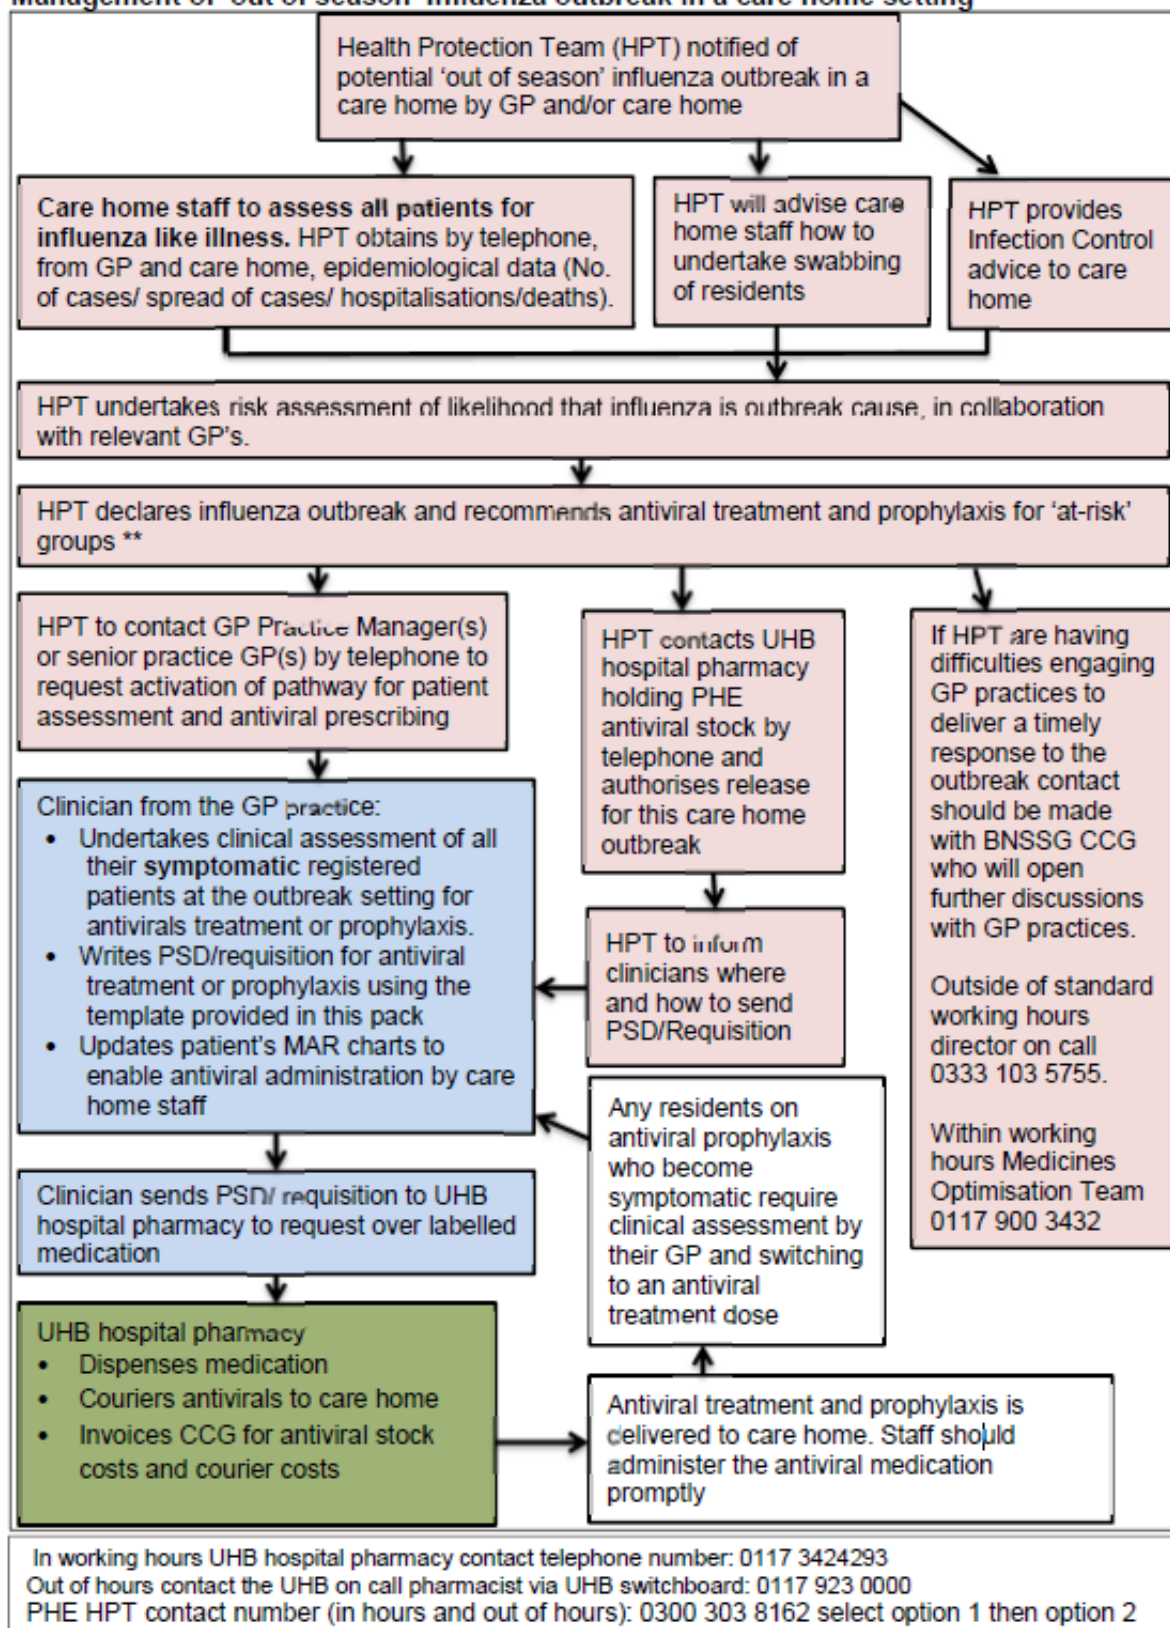 Management of 'out of season' influenza outbreak in a care home setting
Health Protection Team (HPT) notified of
potential 'out of season' influenza outbreak in a
care home by GP and/or care home
Care home staff to assess all patients for
influenza like illness. HPT obtains by telephone,
from GP and care home, epidemiological data (No.
of cases/ spread of cases/ hospitalisations/deaths).
HPT will advise care
home staff how to
undertake swabbing
of residents
HPT provides
Infection Control
advice to care
home
HPT undertakes risk assessment of likelihood that influenza is outbreak cause, in collaboration
with relevant GP's.
HPT declares influenza outbreak and recommends antiviral treatment and prophylaxis for 'at-risk'
groups **
HPT to contact GP Practice Manager(s)
or senior practice GP(s) by telephone to
request activation of pathway for patient
assessment and antiviral prescribing
HPT contacts UHB
hospital pharmacy
holding PHE
antiviral stock by
telephone and
authorises release
for this care home
outbreak
If HPT are having
difficulties engaging
GP practices to
deliver a timely
response to the
outbreak contact
should be made
with BNSSG CCG
who will open
further discussions
with GP practices.
Outside of standard
working hours
director on call
0333 103 5755.
Within working
hours Medicines
Optimisation Team
0117 900 3432
Clinician from the GP practice:
• Undertakes clinical assessment of all
their symptomatic registered
patients at the outbreak setting for
antivirals treatment or prophylaxis.
• Writes PSD/requisition for antiviral
treatment or prophylaxis using the
template provided in this pack
• Updates patient's MAR charts to
enable antiviral administration by care
home staff
HPT to inform
clinicians where
and how to send
PSD/Requisition
Any residents on
antiviral prophylaxis
who become
symptomatic require
clinical assessment by
their GP and switching
to an antiviral
treatment dose
Clinician sends PSD/ requisition to UHB
hospital pharmacy to request over labelled
medication
UHB hospital pharmacy
• Dispenses medication
• Couriers antivirals to care home
• Invoices CCG for antiviral stock
costs and courier costs
Antiviral treatment and prophylaxis is
delivered to care home. Staff should
administer the antiviral medication
promptly
In working hours UHB hospital pharmacy contact telephone number: 0117 3424293
Out of hours contact the UHB on call pharmacist via UHB switchboard: 0117 923 0000
PHE HPT contact number (in hours and out of hours): 0300 303 8162 select option 1 then option 2